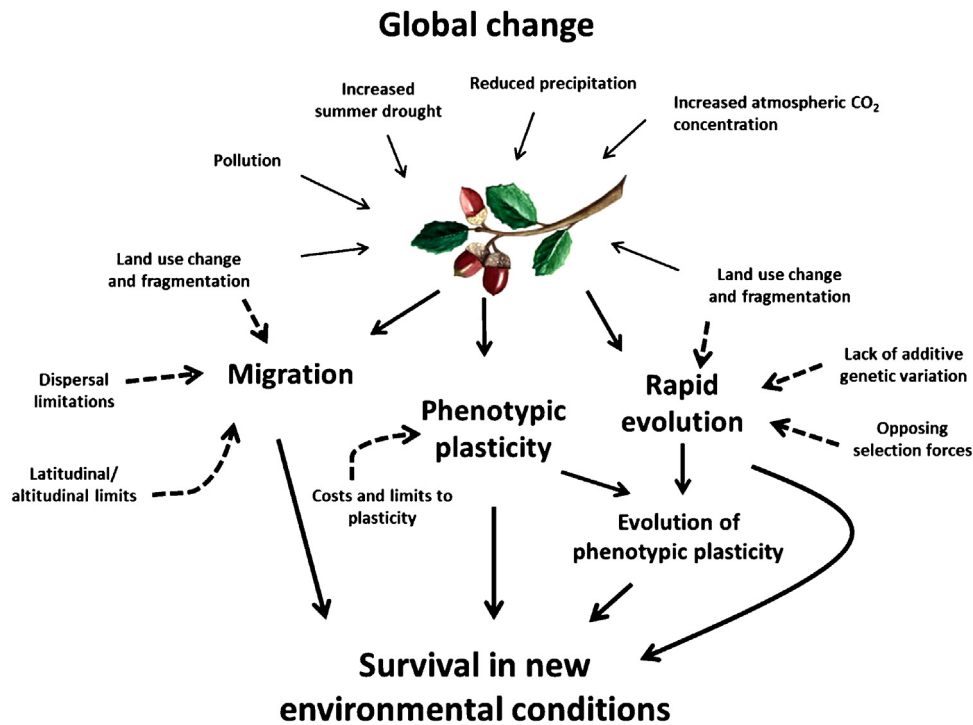 Global change
Increased
summer drought
Reduced precipitation
Increased atmospheric CO₂
concentration
Pollution
Land use change
and fragmentation
Land use change
and fragmentation
Migration
Dispersal
limitations
Latitudinal/
altitudinal limits
Phenotypic
plasticity
Costs and limits to
plasticity
Rapid
evolution
Lack of additive
genetic variation
Opposing
selection forces
Evolution of
phenotypic plasticity
Survival in new
environmental conditions